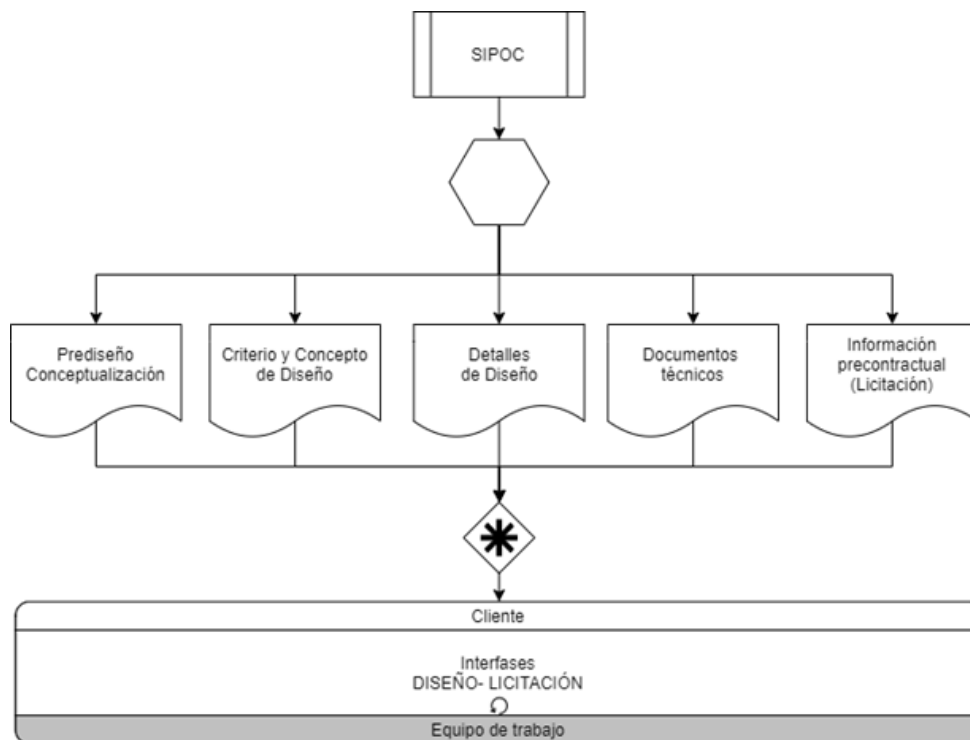 SIPOC
Prediseño
Conceptualización
Criterio y Concepto
de Diseño
Detalles
de Diseño
Documentos
técnicos
Información
precontractual
(Licitación)
Cliente
Interfases
DISEÑO- LICITACIÓN
Equipo de trabajo